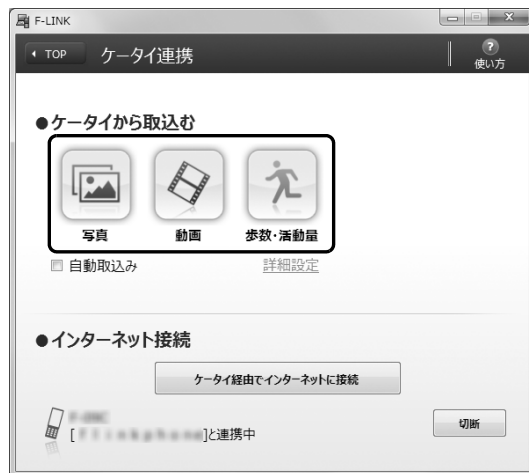 F-LINK
TOP ケータイ連携
?
使い方
●ケータイから取込む
写真 動画 歩数・活動量
自動取込み 詳細設定
●インターネット接続
ケータイ経由でインターネットに接続
[ ]と連携中
切断